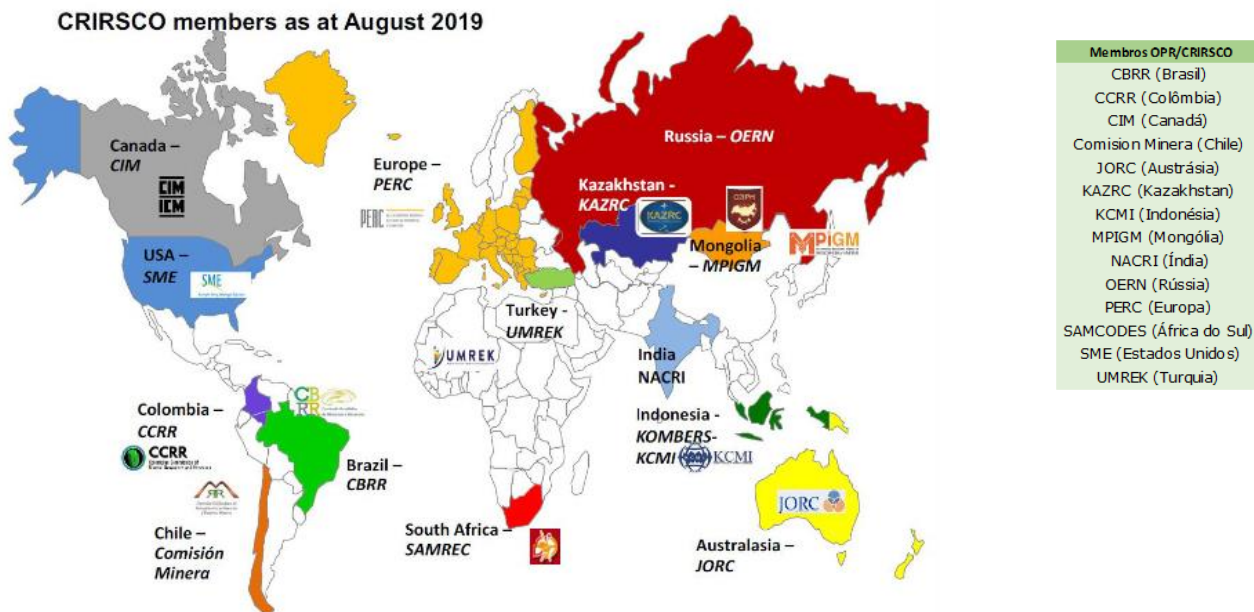 CRIRSCO members as at August 2019
Canada –
CIM
CIM
ICM
USA –
SME
SME
Europe –
PERC
PERC
Russia – OERN
Kazakhstan -
KAZRC
KAZRC
Mongolia
– MPIGM
MPIGM
Turkey -
UMREK
UMREK
India
NACRI
Colombia –
CCRR
CCRR
CB
RR
Brazil –
CBRR
Chile –
Comisión
Minera
South Africa –
SAMREC
Indonesia -
KOMBERS-
KCMI
KCMI
JORC
Australasia –
JORC
Membros OPR/CRIRSCO
CBRR (Brasil)
CCRR (Colômbia)
CIM (Canadá)
Comision Minera (Chile)
JORC (Austrásia)
KAZRC (Kazakhstan)
KCMI (Indonésia)
MPIGM (Mongólia)
NACRI (Índia)
OERN (Rússia)
PERC (Europa)
SAMCODES (África do Sul)
SME (Estados Unidos)
UMREK (Turquia)